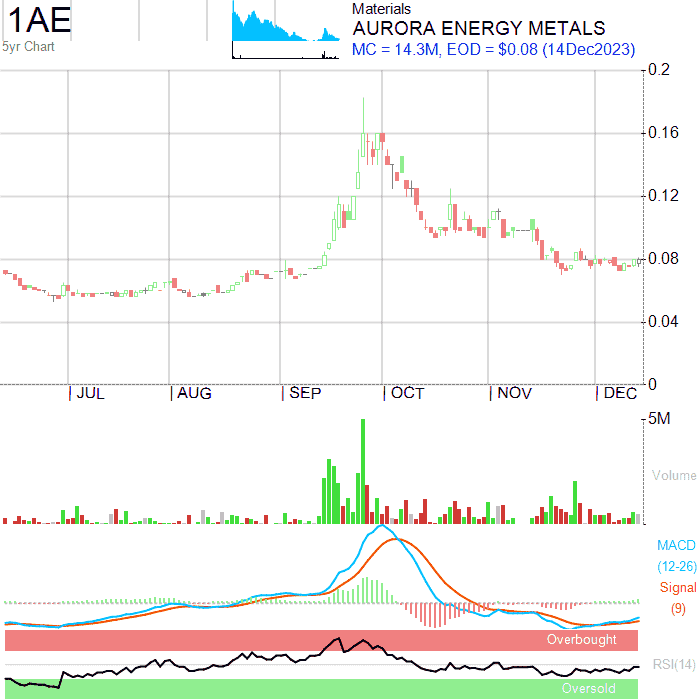 1AE
5yr Chart
Materials
AURORA ENERGY METALS
MC = 14.3M, EOD = $0.08 (14Dec2023)
0.2
0.16
0.12
0.08
0.04
0
JUL AUG SEP OCT NOV DEC
5M
Volume
MACD
(12-26)
Signal
(9)
Overbought
RSI(14)
Oversold